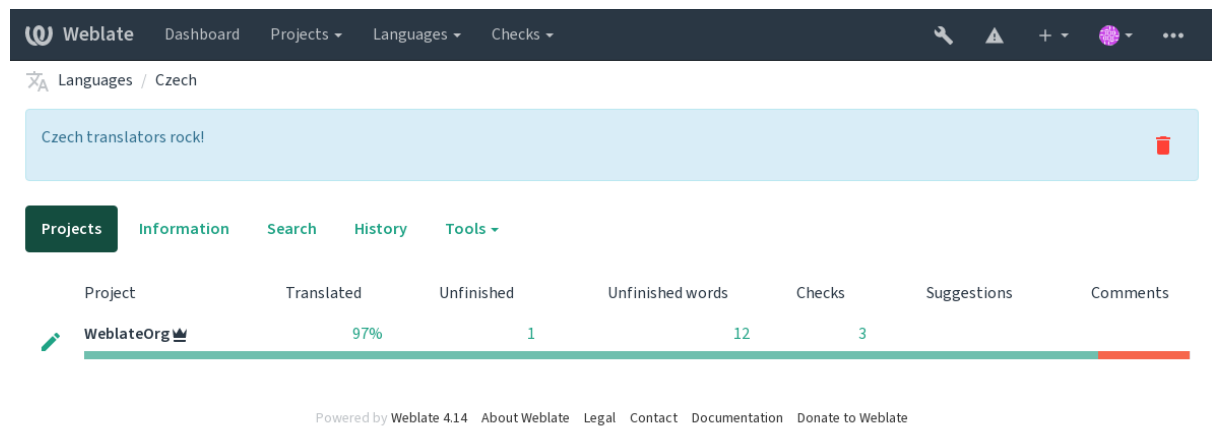 Weblate Dashboard Projects Languages Checks
Languages / Czech
Czech translators rock!
Projects Information Search History Tools
Project Translated Unfinished Unfinished words Checks Suggestions Comments
WeblateOrg 97% 1 12 3
Powered by Weblate 4.14 About Weblate Legal Contact Documentation Donate to Weblate